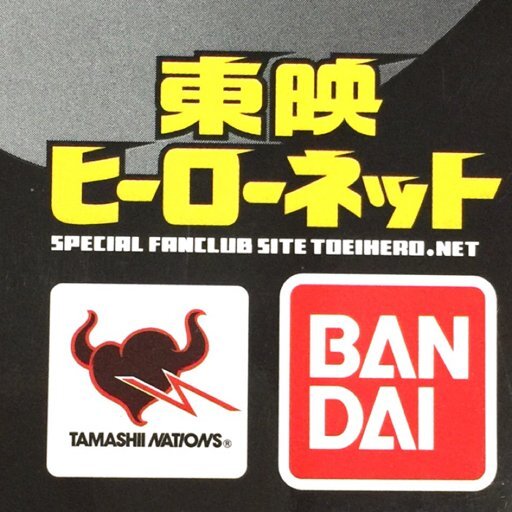 東映
ヒーローネット
SPECIAL FANCLUB SITE TOEIHERO.NET
TAMASHII NATIONS®
BAN
DAI